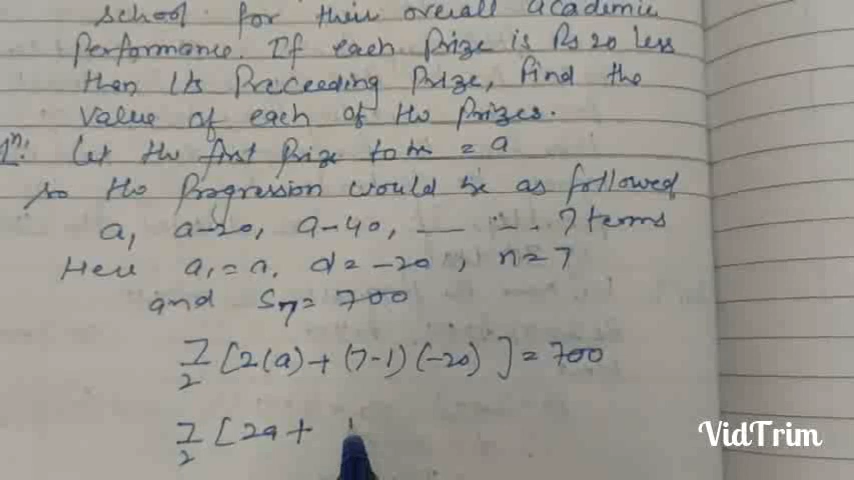 School for their overall academic
Performance. If each Prize is Rs 20 less
then its Preceeding Prize, find the
value of each of the Prizes.
Let the first Prize to be = a
so the Progression would be as followed
a, a-20, a-40, — - - . 7 terms
Here a₁ = a, d = -20, n = 7
and S₇ = 700
7/2 [2(a) + (7-1)(-20)] = 700
7/2 [2a +
VidTrim